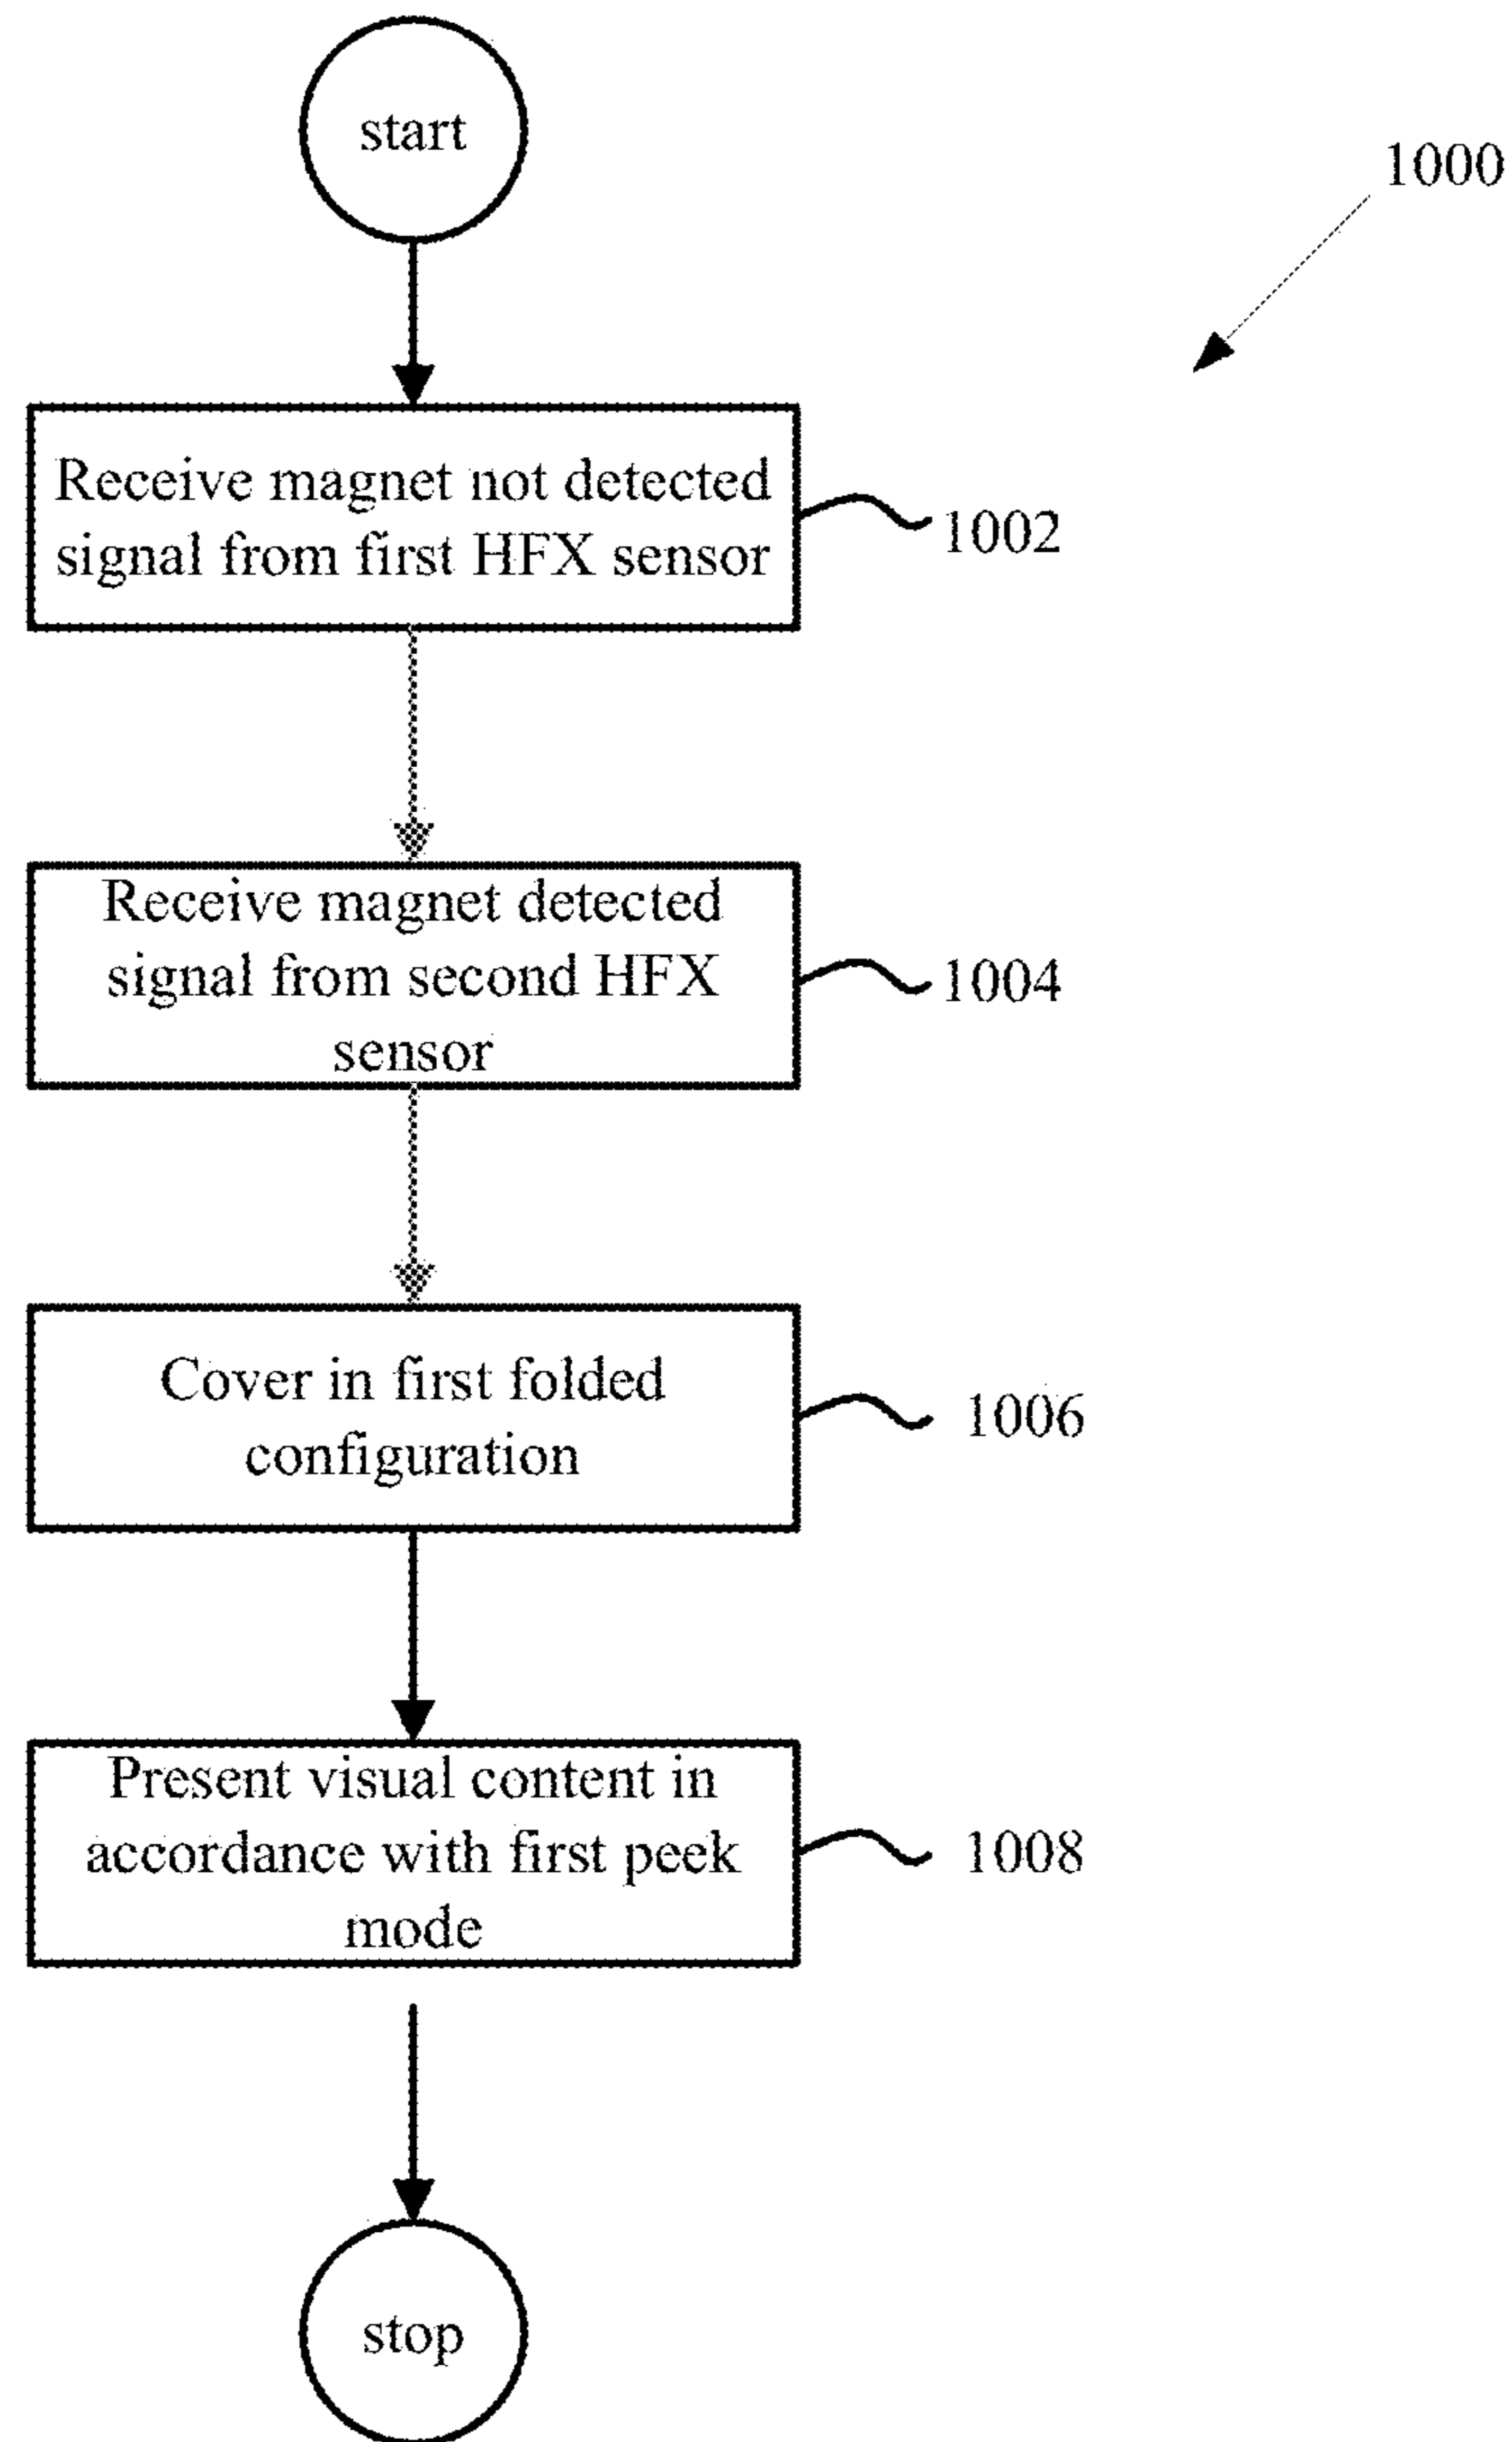 start
1000
Receive magnet not detected
signal from first HFX sensor
1002
Receive magnet detected
signal from second HFX
sensor
1004
Cover in first folded
configuration
1006
Present visual content in
accordance with first peek
mode
1008
stop